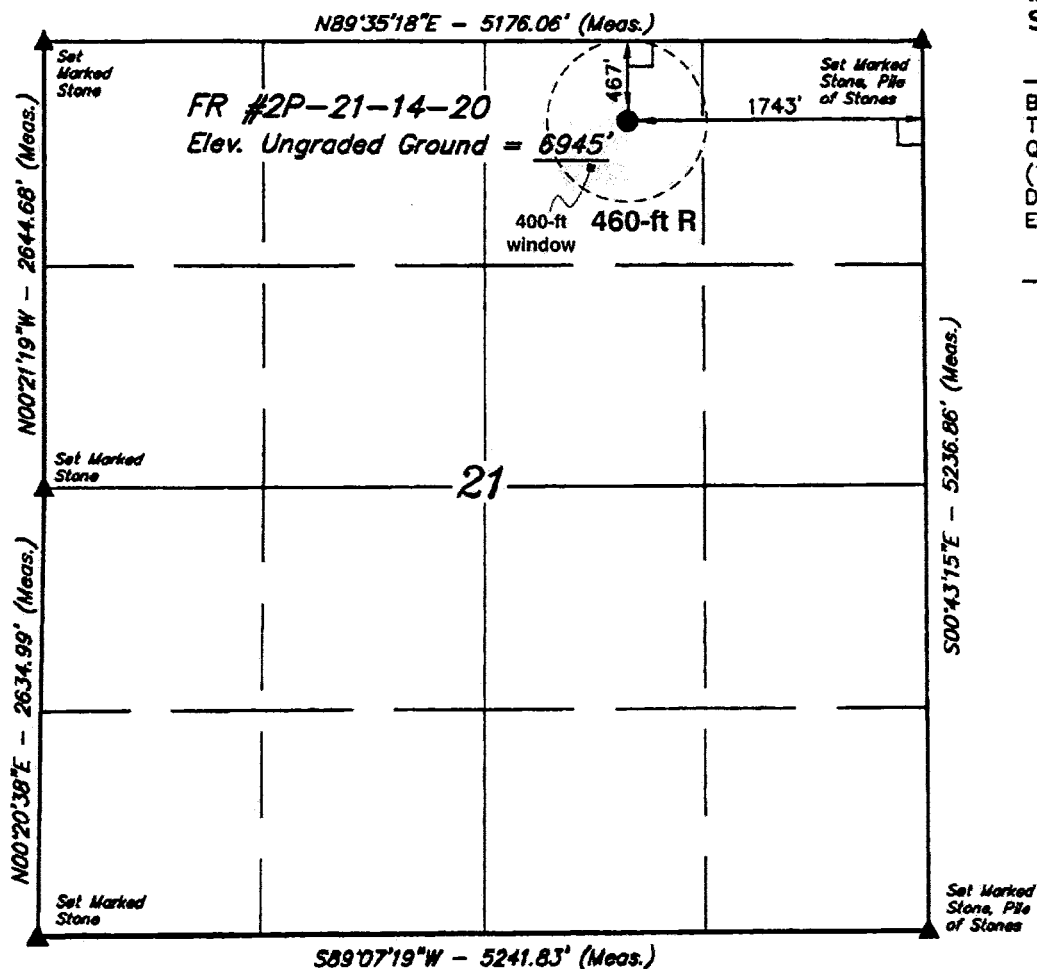 N89°35'18"E - 5176.06' (Meas.)
Set
Marked
Stone
467'
Set Marked
Stone, Pile
of Stones
FR #2P-21-14-20
1743'
Elev. Ungraded Ground = 6945'
400-ft
window
460-ft R
N00°21'19"W - 2644.68' (Meas.)
S00°43'15"E - 5236.86' (Meas.)
Set Marked
Stone
21
N00°20'38"E - 2634.99' (Meas.)
Set Marked
Stone
Set Marked
Stone, Pile
of Stones
S89°07'19"W - 5241.83' (Meas.)